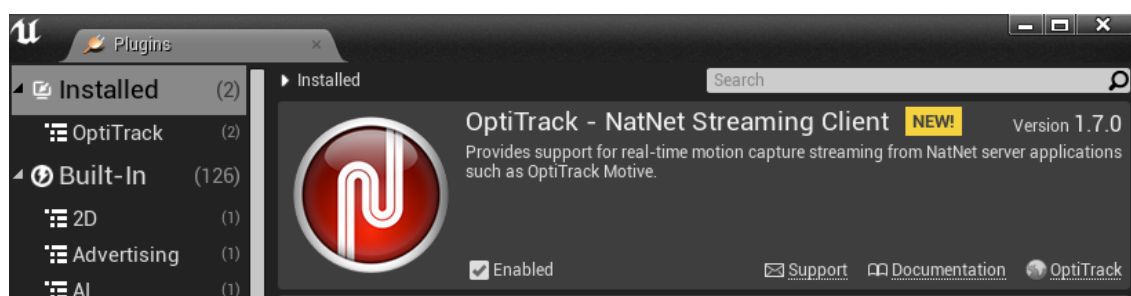 Plugins
Installed (2)
OptiTrack (2)
Built-In (126)
2D (1)
Advertising (1)
AI (1)
Installed
Search
OptiTrack - NatNet Streaming Client NEW! Version 1.7.0
Provides support for real-time motion capture streaming from NatNet server applications
such as OptiTrack Motive.
Enabled Support Documentation OptiTrack